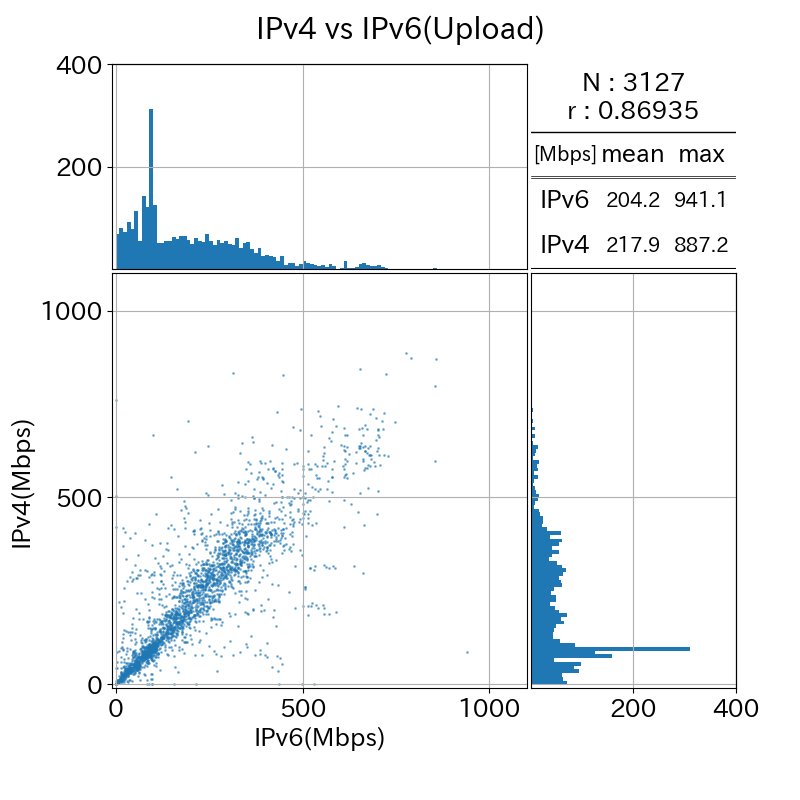 IPv4 vs IPv6(Upload)
400
200
N : 3127
r : 0.86935
[Mbps] mean max
IPv6 204.2 941.1
IPv4 217.9 887.2
1000
500
0
IPv4(Mbps)
0 500 1000
200 400
IPv6(Mbps)